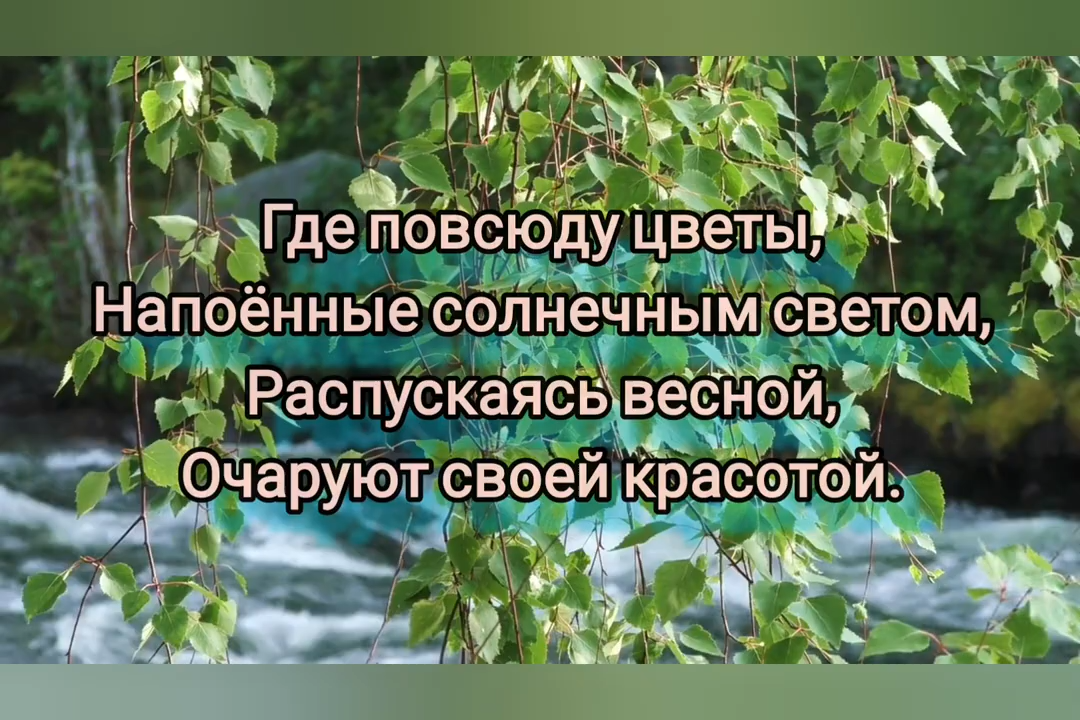 Где повсюду цветы,
Напоённые солнечным светом,
Распускаясь весной,
Очаруют своей красотой.